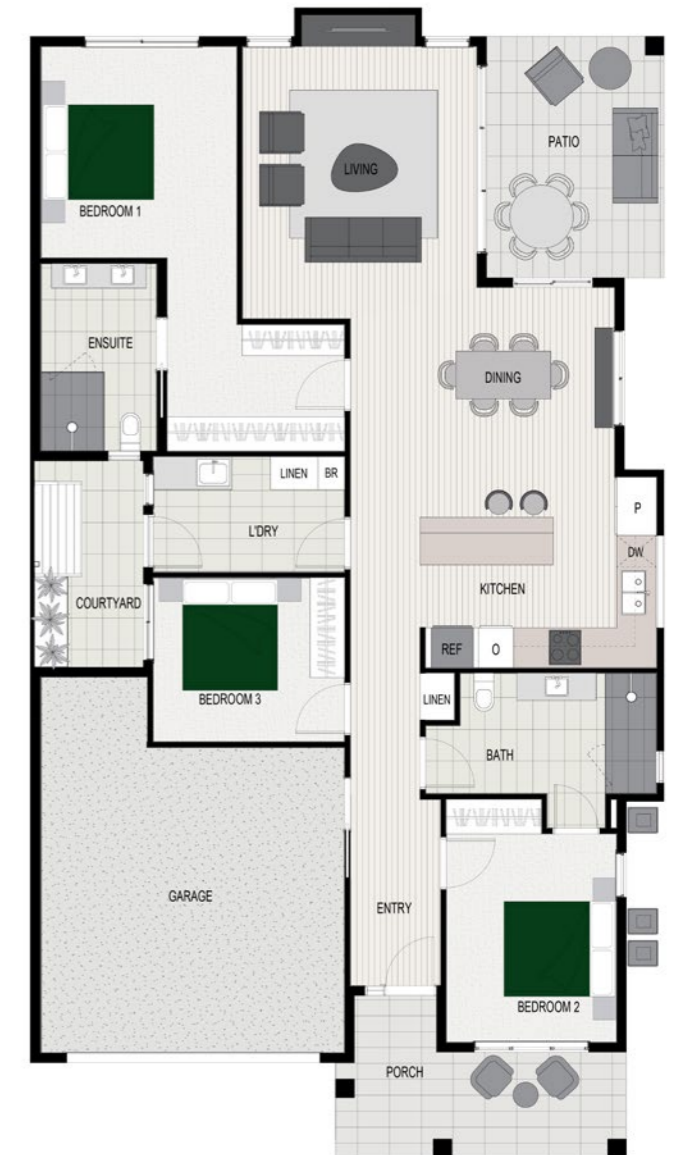 PATIO
LIVING
BEDROOM 1
ENSUITE
DINING
LINEN BR
P
L'DRY
DW
KITCHEN
COURTYARD
REF O
BEDROOM 3
LINEN
BATH
GARAGE
ENTRY
BEDROOM 2
PORCH